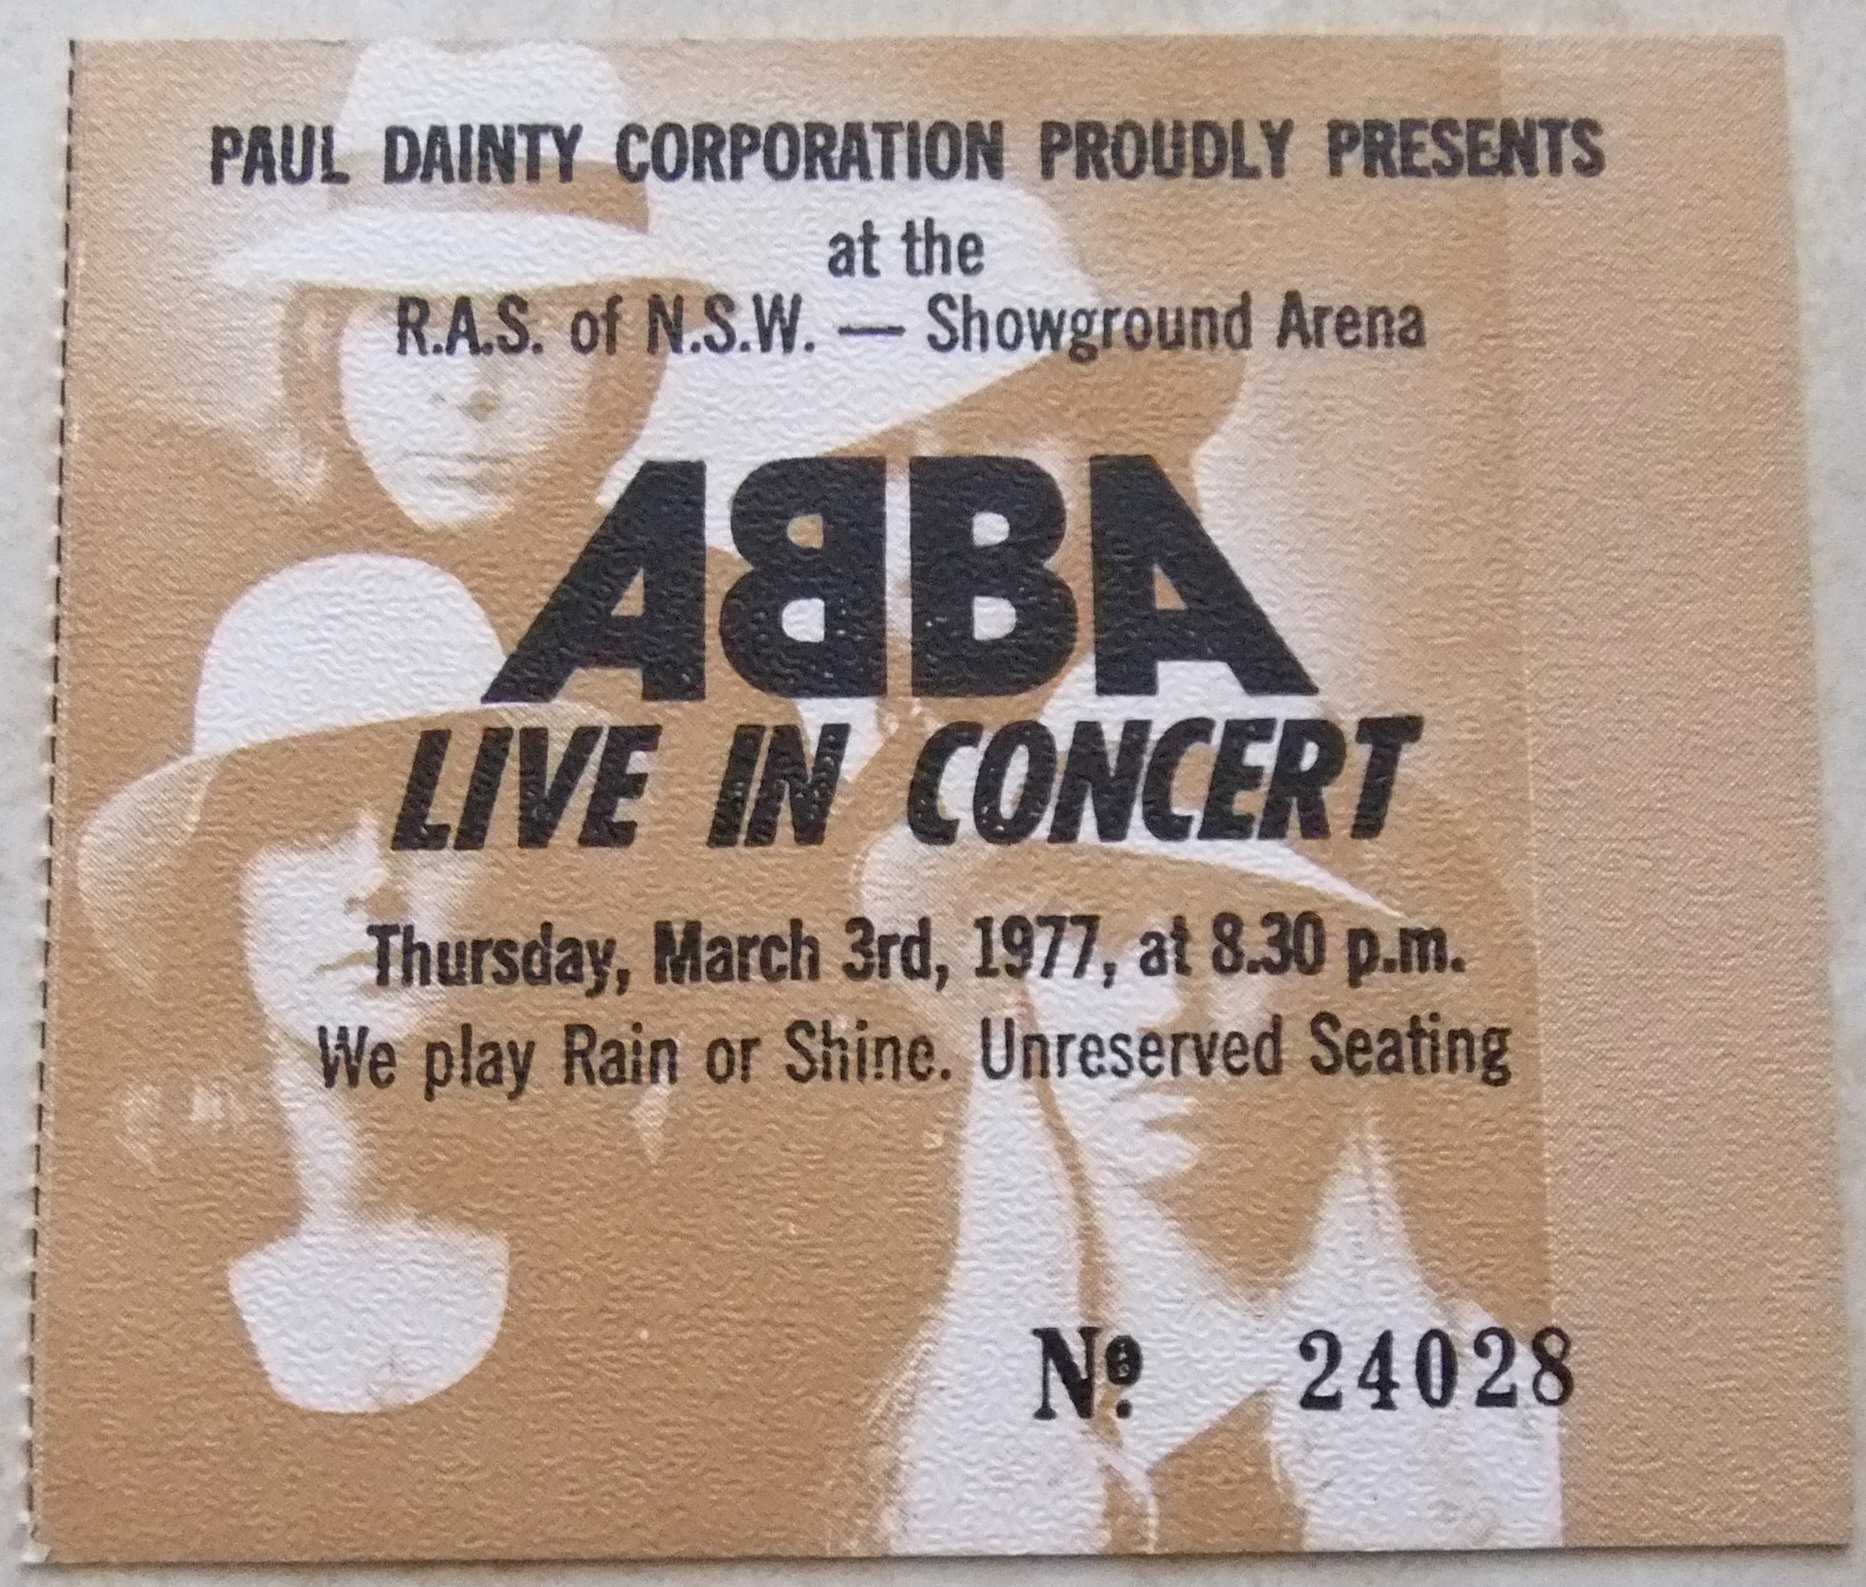 PAUL DAINTY CORPORATION PROUDLY PRESENTS
at the
R.A.S. of N.S.W. — Showground Arena
ABBA
LIVE IN CONCERT
Thursday, March 3rd, 1977, at 8.30 p.m.
We play Rain or Shine. Unreserved Seating
Nº 24028